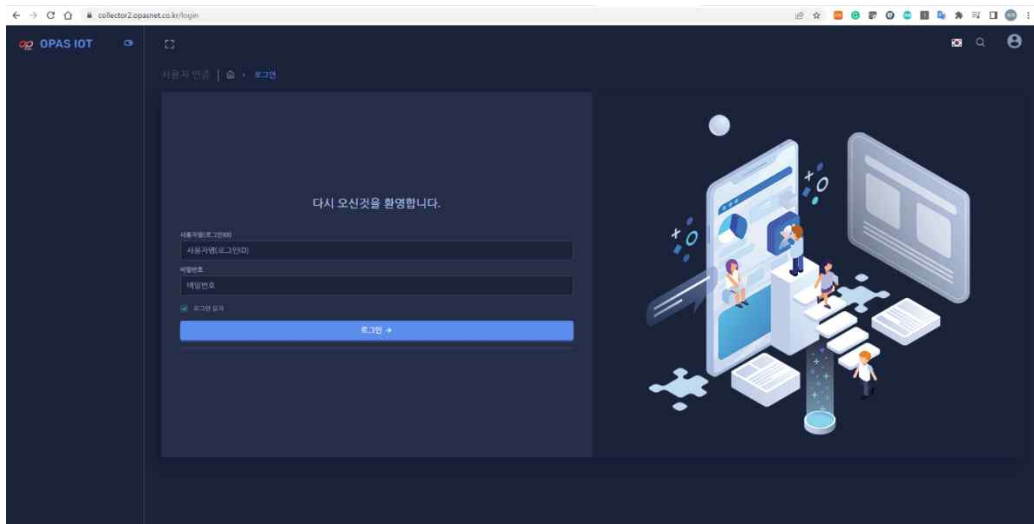 collector2.opasnet.co.kr/login
OPAS IOT
사용자 인증 로그인
다시 오신것을 환영합니다.
사용자명(로그인ID)
사용자명(로그인ID)
비밀번호
비밀번호
로그인 유지
로그인